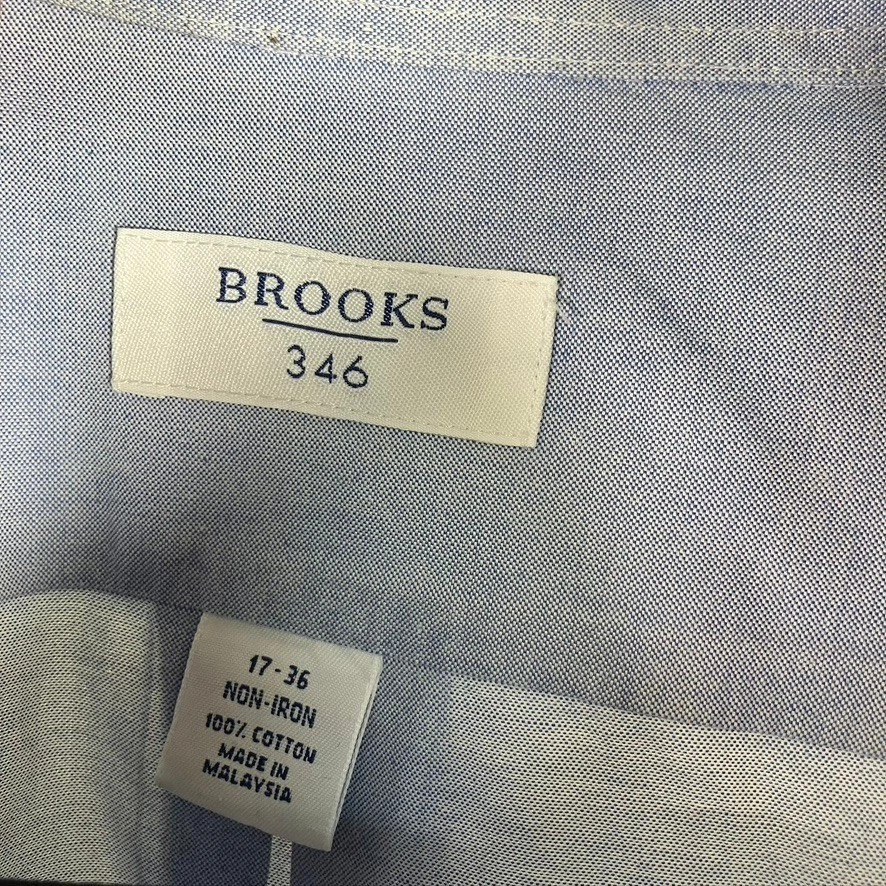 BROOKS
346
17-36
NON-IRON
100% COTTON
MADE IN
MALAYSIA